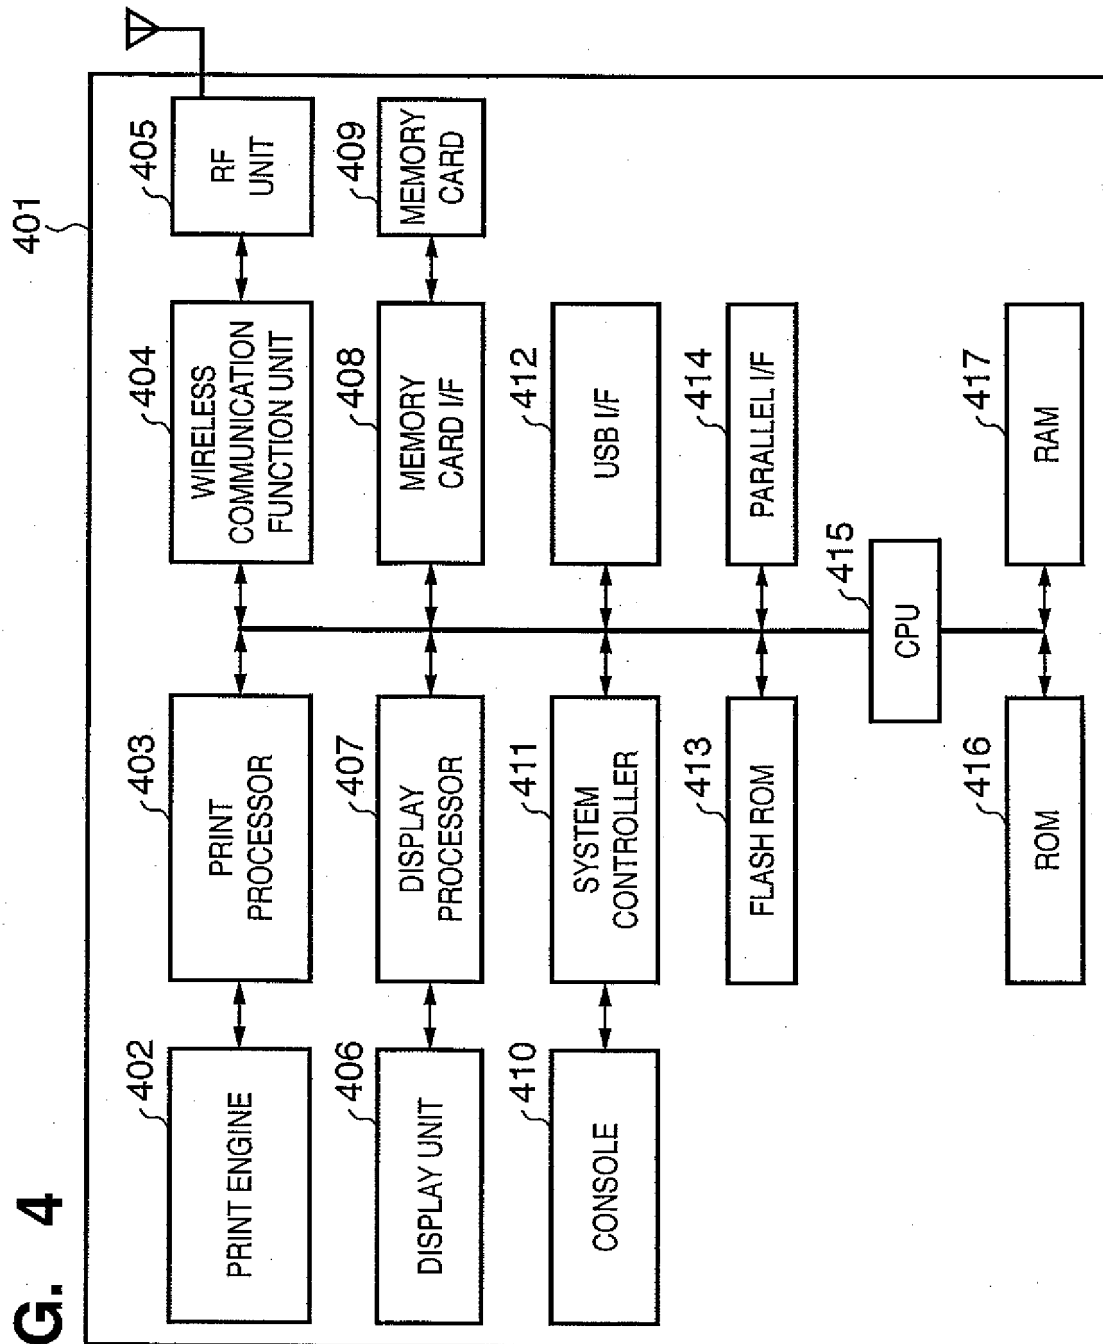 G. 4
401
402
PRINT ENGINE
403
PRINT
PROCESSOR
404
WIRELESS
COMMUNICATION
FUNCTION UNIT
405
RF
UNIT
406
DISPLAY UNIT
407
DISPLAY
PROCESSOR
408
MEMORY
CARD I/F
409
MEMORY
CARD
410
CONSOLE
411
SYSTEM
CONTROLLER
412
USB I/F
413
FLASH ROM
414
PARALLEL I/F
415
CPU
416
ROM
417
RAM